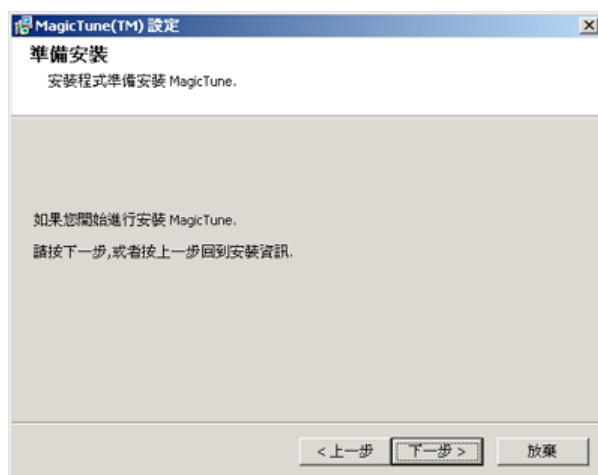 MagicTune(TM) 設定
準備安裝
安裝程式準備安裝 MagicTune.
如果您開始進行安裝 MagicTune.
請按下一步,或者按上一步回到安裝資訊.
< 上一步
下一步 >
放棄